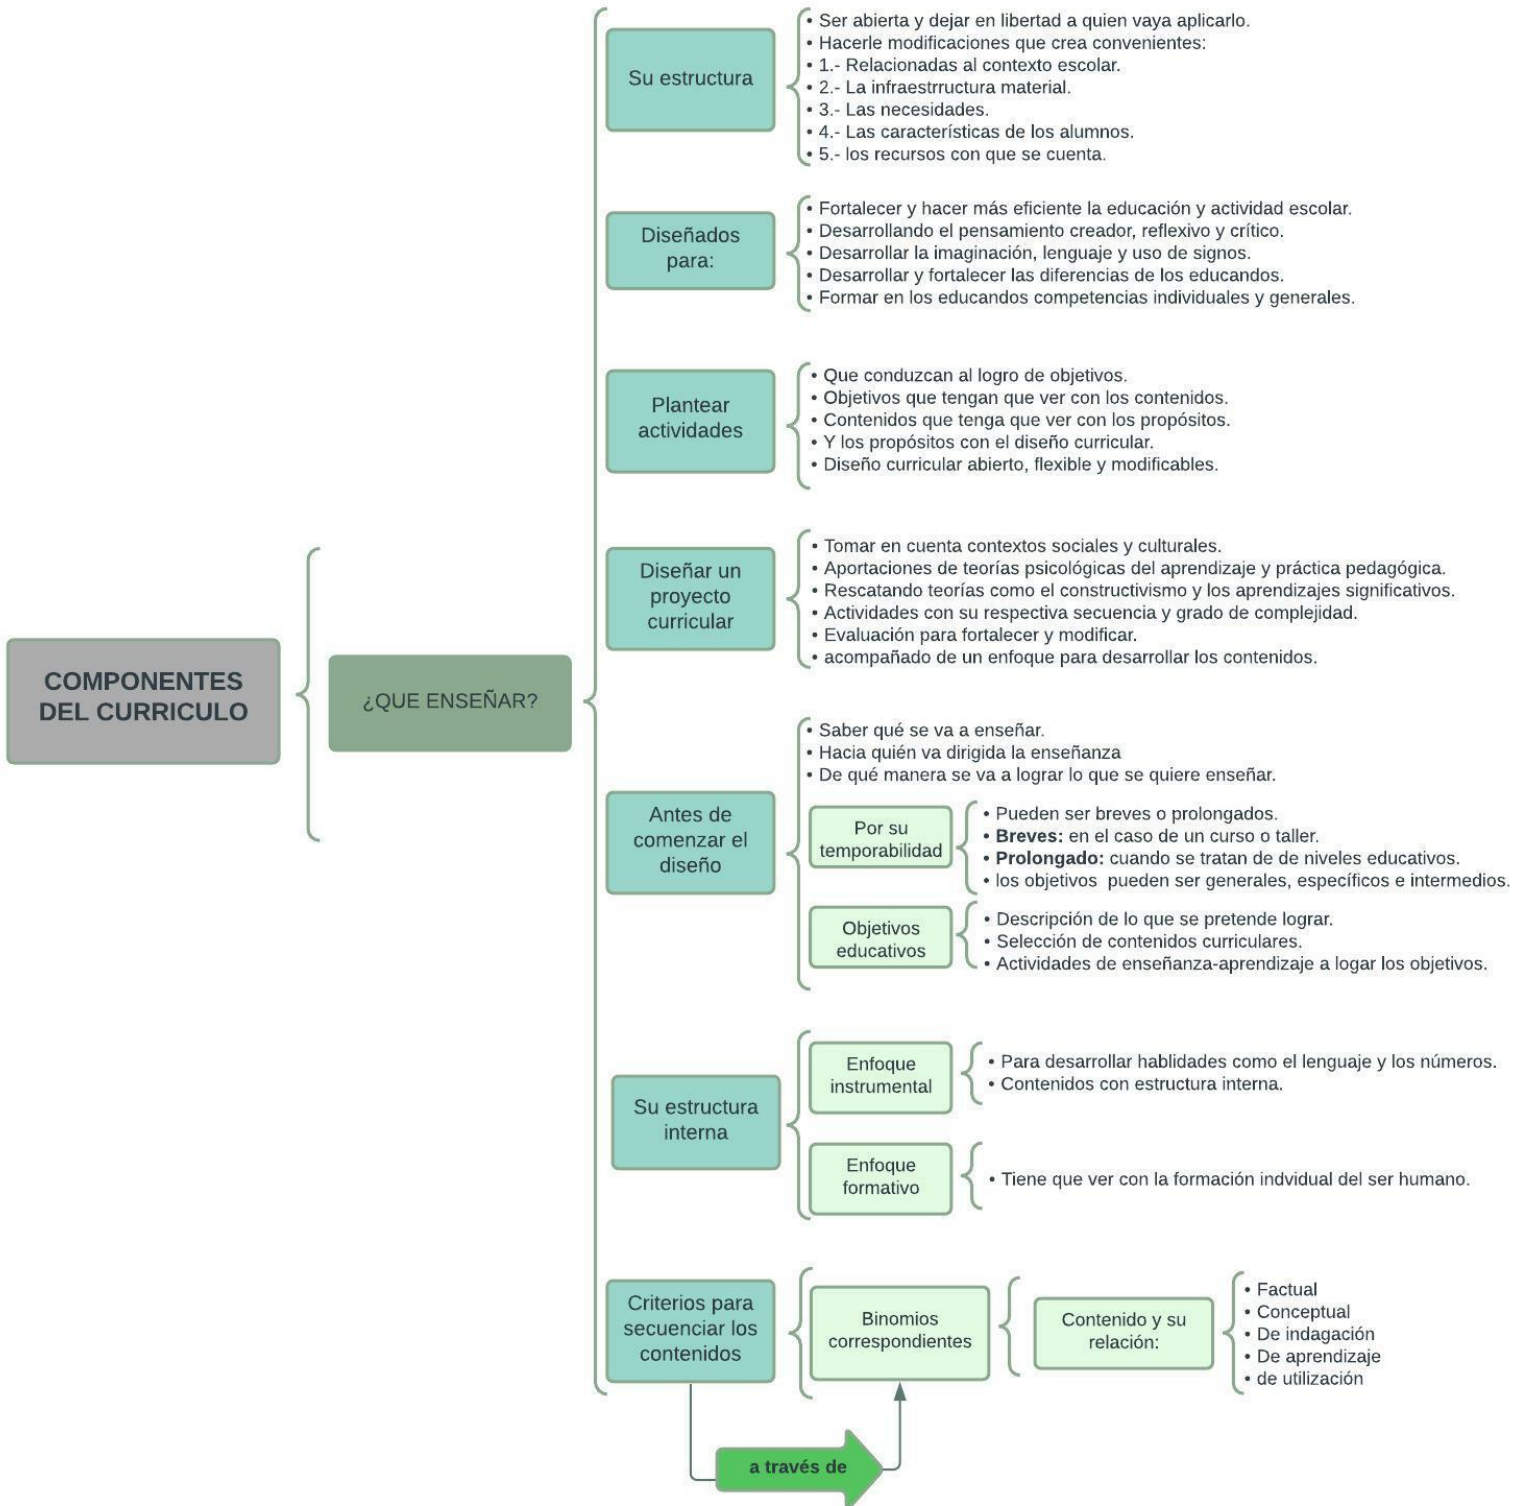 COMPONENTES
DEL CURRICULO
¿QUE ENSEÑAR?
Su estructura
• Ser abierta y dejar en libertad a quien vaya aplicarlo.
• Hacerle modificaciones que crea convenientes:
• 1.- Relacionadas al contexto escolar.
• 2.- La infraestrructura material.
• 3.- Las necesidades.
• 4.- Las características de los alumnos.
• 5.- los recursos con que se cuenta.
Diseñados
para:
• Fortalecer y hacer más eficiente la educación y actividad escolar.
• Desarrollando el pensamiento creador, reflexivo y crítico.
• Desarrollar la imaginación, lenguaje y uso de signos.
• Desarrollar y fortalecer las diferencias de los educandos.
• Formar en los educandos competencias individuales y generales.
Plantear
actividades
• Que conduzcan al logro de objetivos.
• Objetivos que tengan que ver con los contenidos.
• Contenidos que tenga que ver con los propósitos.
• Y los propósitos con el diseño curricular.
• Diseño curricular abierto, flexible y modificables.
Diseñar un
proyecto
curricular
• Tomar en cuenta contextos sociales y culturales.
• Aportaciones de teorías psicológicas del aprendizaje y práctica pedagógica.
• Rescatando teorías como el constructivismo y los aprendizajes significativos.
• Actividades con su respectiva secuencia y grado de complejidad.
• Evaluación para fortalecer y modificar.
• acompañado de un enfoque para desarrollar los contenidos.
Antes de
comenzar el
diseño
• Saber qué se va a enseñar.
• Hacia quién va dirigida la enseñanza
• De qué manera se va a lograr lo que se quiere enseñar.
Por su
temporabilidad
• Pueden ser breves o prolongados.
• Breves: en el caso de un curso o taller.
• Prolongado: cuando se tratan de de niveles educativos.
• los objetivos  pueden ser generales, específicos e intermedios.
Objetivos
educativos
• Descripción de lo que se pretende lograr.
• Selección de contenidos curriculares.
• Actividades de enseñanza-aprendizaje a logar los objetivos.
Su estructura
interna
Enfoque
instrumental
• Para desarrollar hablidades como el lenguaje y los números.
• Contenidos con estructura interna.
Enfoque
formativo
• Tiene que ver con la formación indvidual del ser humano.
Criterios para
secuenciar los
contenidos
Binomios
correspondientes
Contenido y su
relación:
• Factual
• Conceptual
• De indagación
• De aprendizaje
• de utilización
a través de